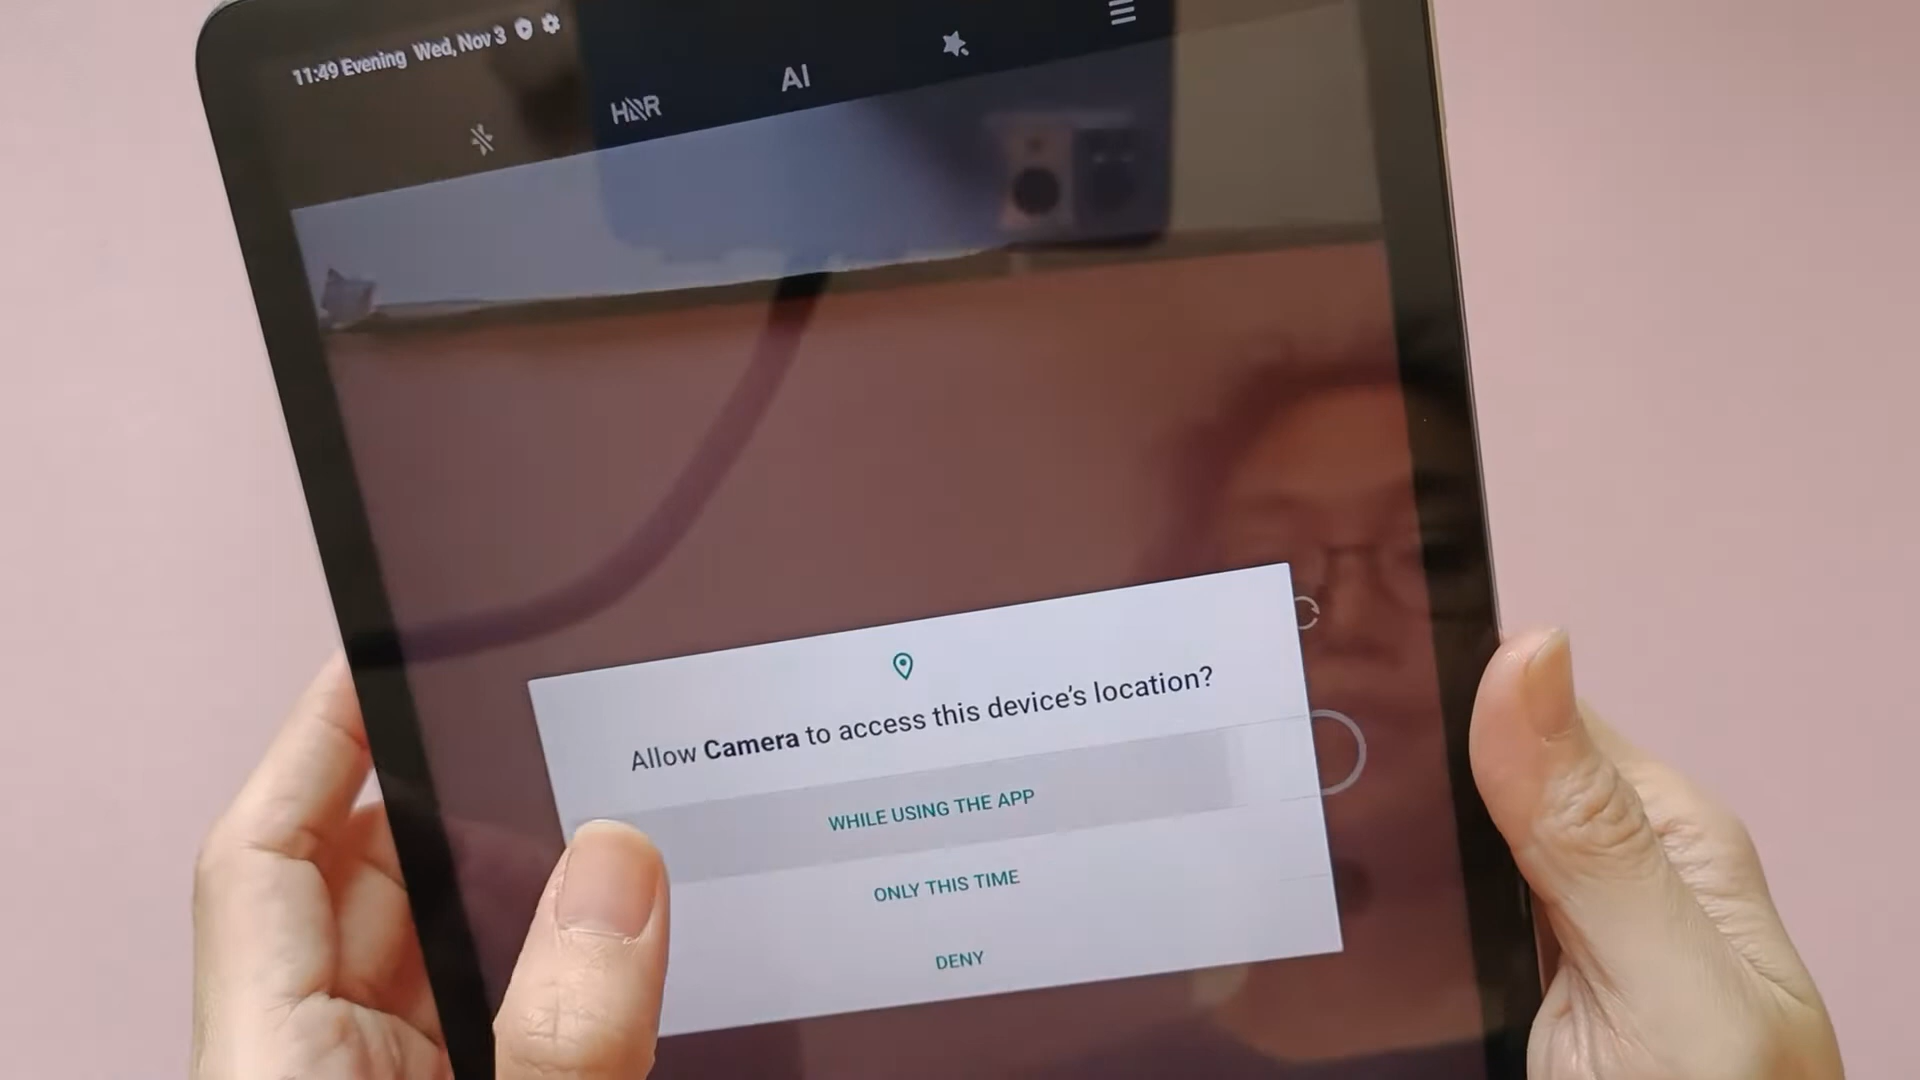 11:49 Evening Wed, Nov 3
HDR
AI
Allow Camera to access this device's location?
WHILE USING THE APP
ONLY THIS TIME
DENY